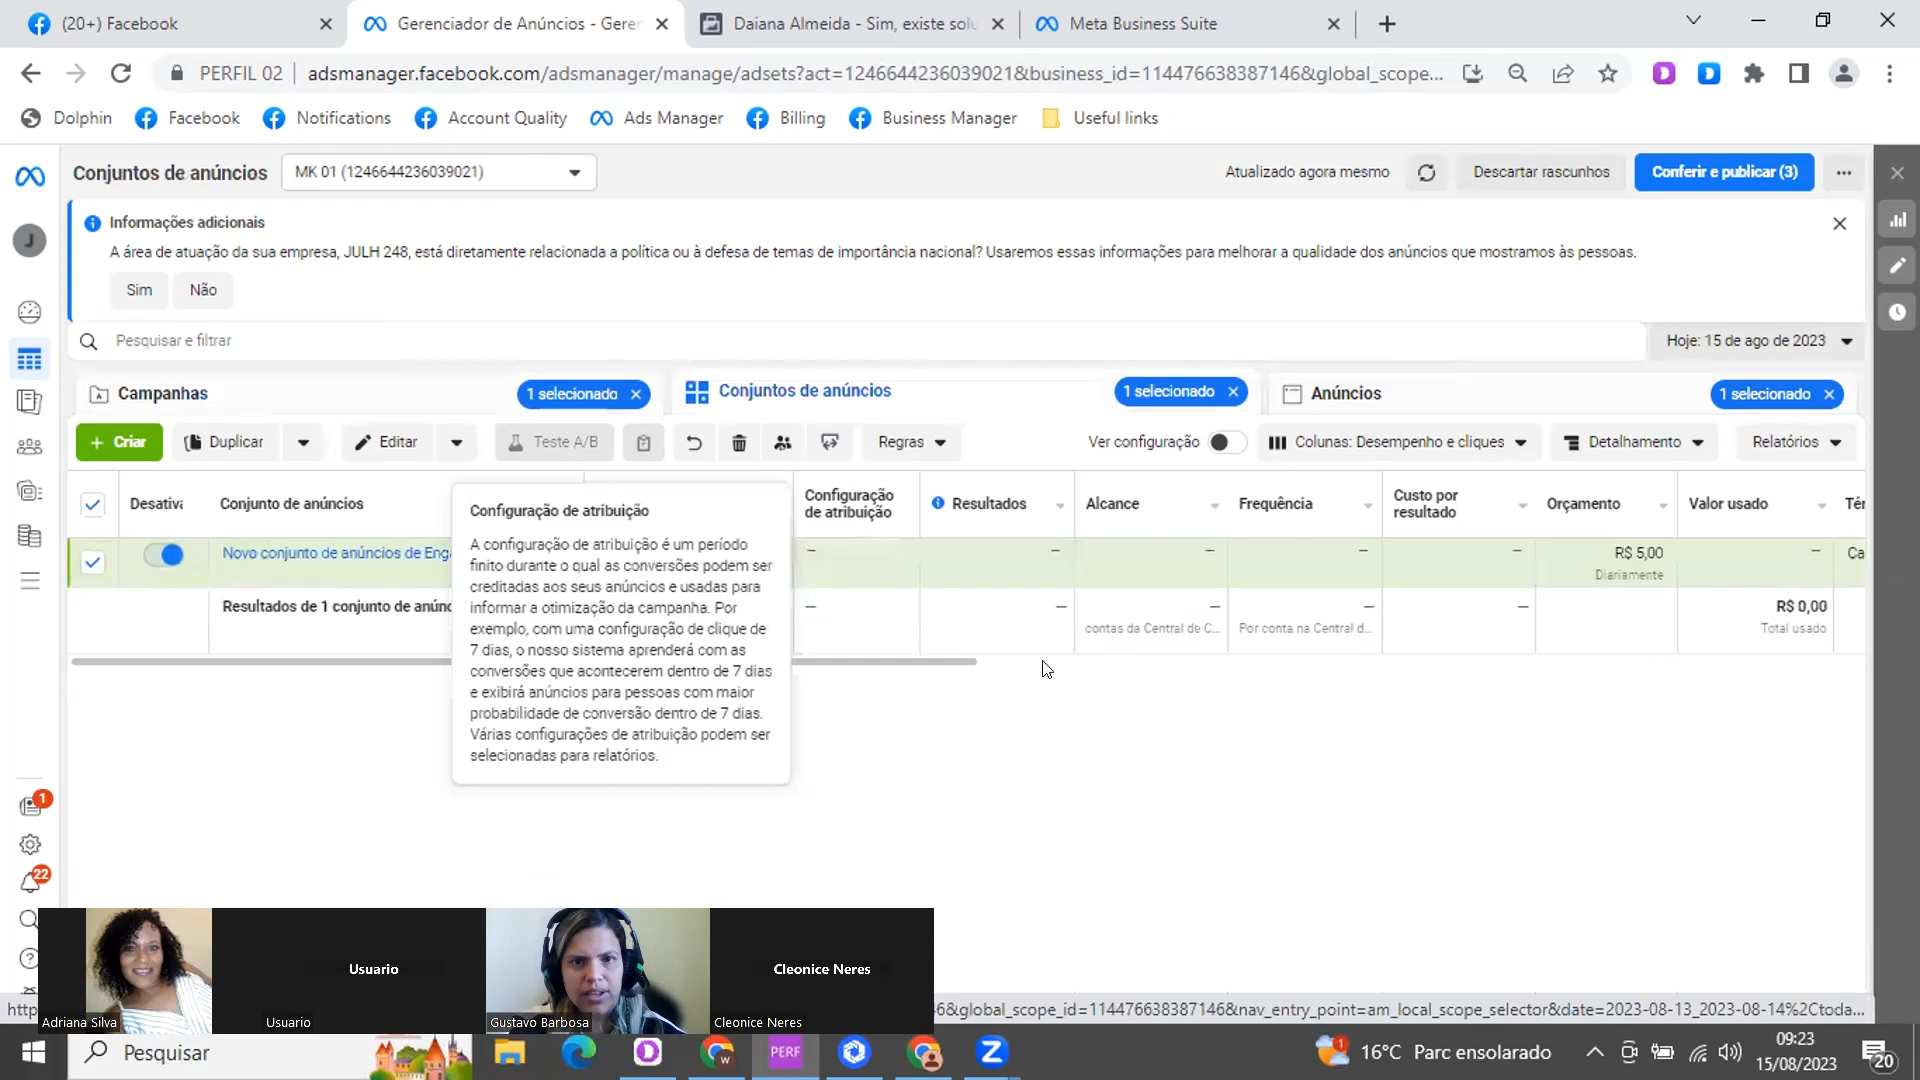 (20+) Facebook
Gerenciador de Anúncios - Geren
Daiana Almeida - Sim, existe solu
Meta Business Suite
PERFIL 02
adsmanager.facebook.com/adsmanager/manage/adsets?act=1246644236039021&business_id=114476638387146&global_scope...
Dolphin
Facebook
Notifications
Account Quality
Ads Manager
Billing
Business Manager
Useful links
Conjuntos de anúncios
MK 01 (1246644236039021)
Atualizado agora mesmo
Descartar rascunhos
Conferir e publicar (3)
J
Informações adicionais
A área de atuação da sua empresa, JULH 248, está diretamente relacionada a política ou à defesa de temas de importância nacional? Usaremos essas informações para melhorar a qualidade dos anúncios que mostramos às pessoas.
Sim
Não
Pesquisar e filtrar
Hoje: 15 de ago de 2023
Campanhas
1 selecionado
Conjuntos de anúncios
1 selecionado
Anúncios
1 selecionado
+ Criar
Duplicar
Editar
Teste A/B
Regras
Ver configuração
Colunas: Desempenho e cliques
Detalhamento
Relatórios
Desativa
Conjunto de anúncios
Configuração de atribuição
Resultados
Alcance
Frequência
Custo por resultado
Orçamento
Valor usado
Tér
Novo conjunto de anúncios de Eng
–
–
–
–
–
R$ 5,00
Diariamente
–
Ca
Resultados de 1 conjunto de anúnc
–
–
–
contas da Central de C...
–
Por conta na Central d...
–
R$ 0,00
Total usado
Configuração de atribuição
A configuração de atribuição é um período
finito durante o qual as conversões podem ser
creditadas aos seus anúncios e usadas para
informar a otimização da campanha. Por
exemplo, com uma configuração de clique de
7 dias, o nosso sistema aprenderá com as
conversões que acontecerem dentro de 7 dias
e exibirá anúncios para pessoas com maior
probabilidade de conversão dentro de 7 dias.
Várias configurações de atribuição podem ser
selecionadas para relatórios.
1
22
Usuario
Cleonice Neres
Adriana Silva
Usuario
Gustavo Barbosa
Cleonice Neres
http
46&global_scope_id=114476638387146&nav_entry_point=am_local_scope_selector&date=2023-08-13_2023-08-14%2Ctoda...
Pesquisar
PERF
1
16°C Parc ensolarado
09:23
15/08/2023
20